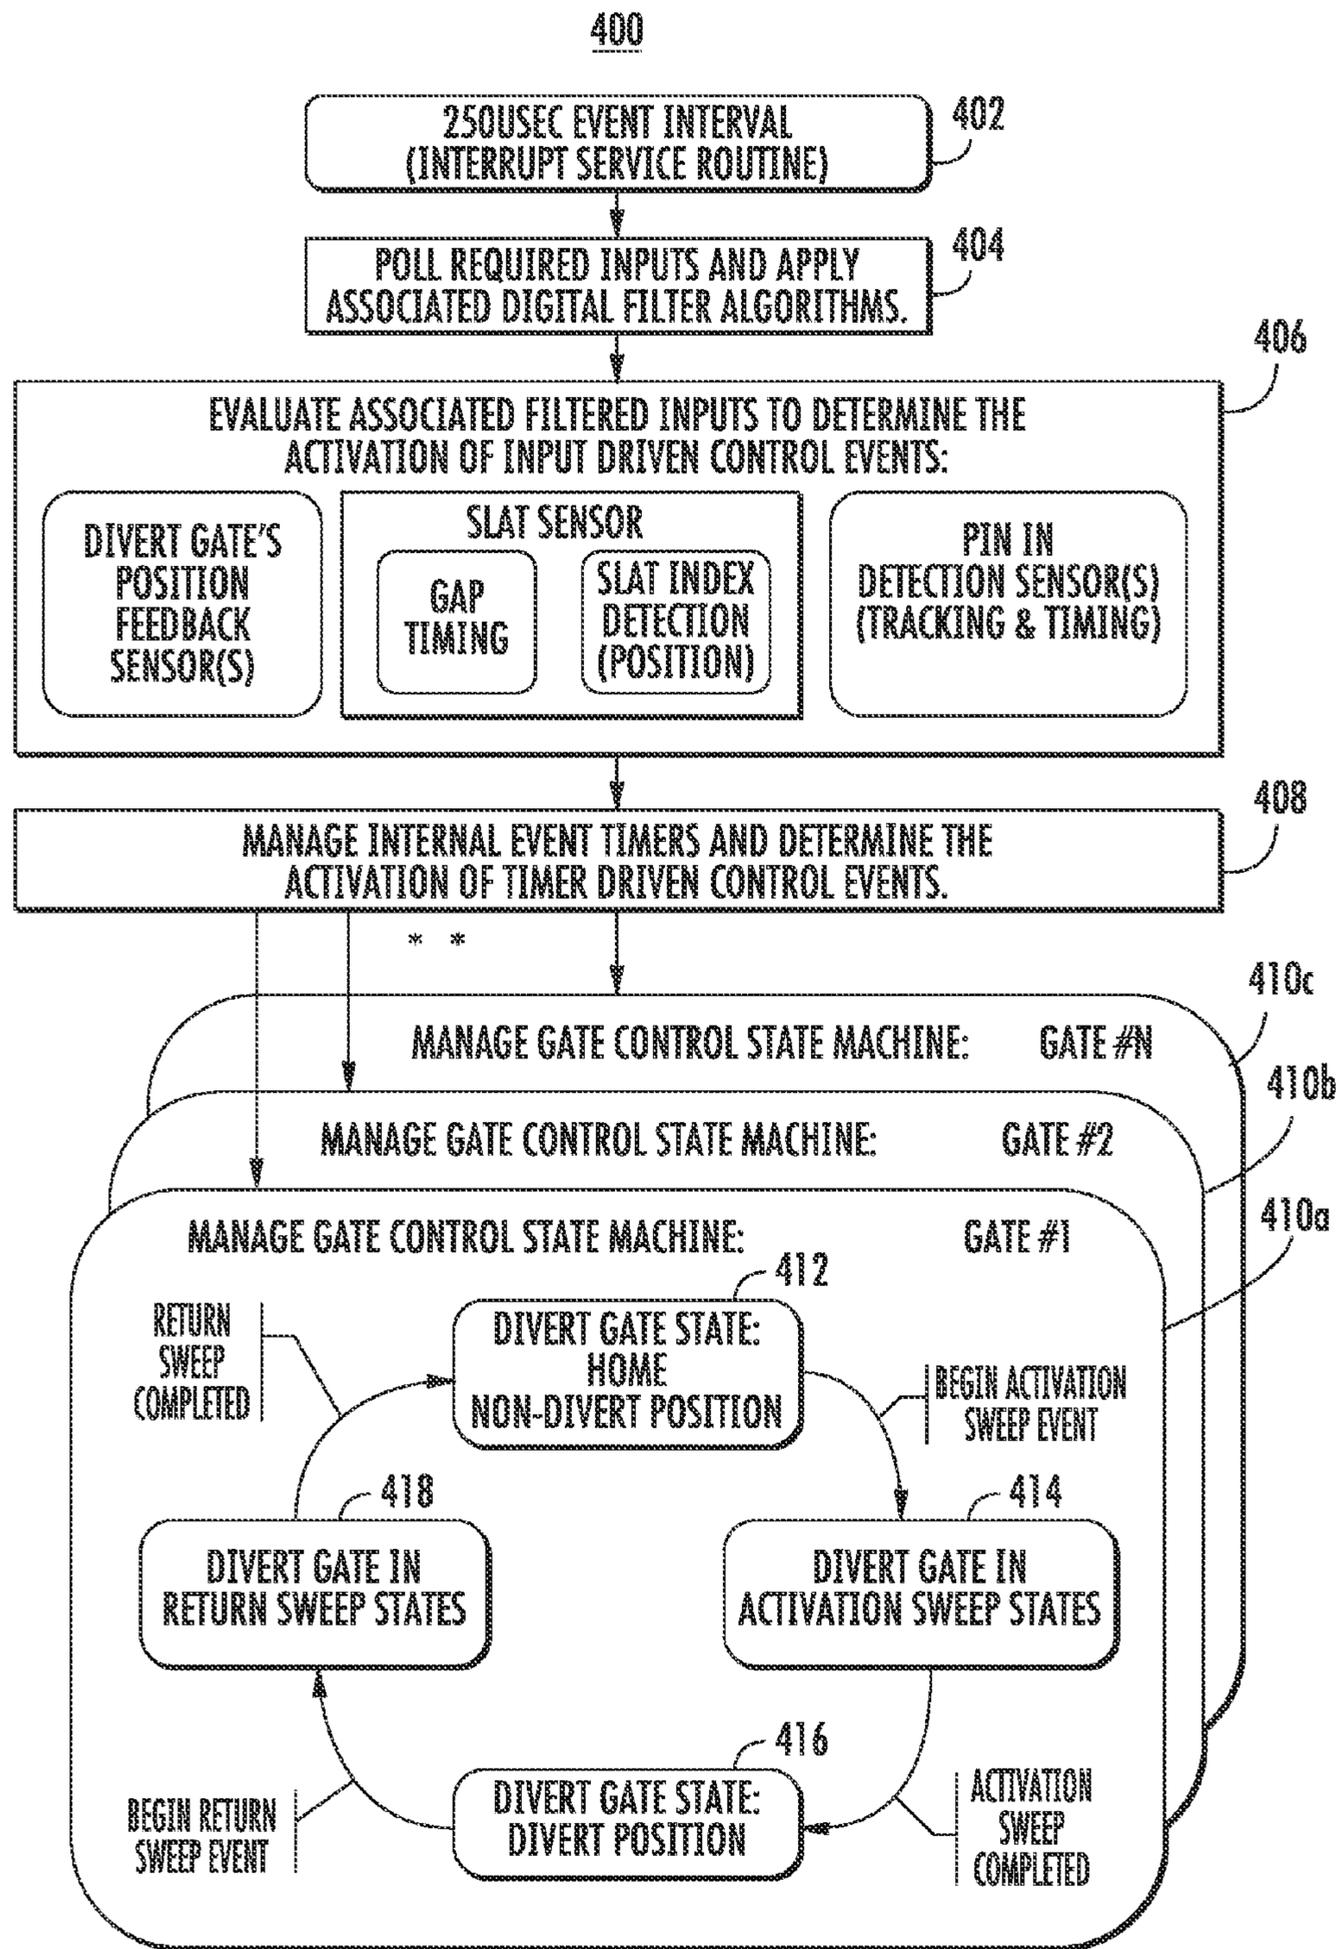 400
250USEC EVENT INTERVAL
(INTERRUPT SERVICE ROUTINE)
402
POLL REQUIRED INPUTS AND APPLY
ASSOCIATED DIGITAL FILTER ALGORITHMS.
404
406
EVALUATE ASSOCIATED FILTERED INPUTS TO DETERMINE THE
ACTIVATION OF INPUT DRIVEN CONTROL EVENTS:
DIVERT GATE'S
POSITION
FEEDBACK
SENSOR(S)
SLAT SENSOR
GAP
TIMING
SLAT INDEX
DETECTION
(POSITION)
PIN IN
DETECTION SENSOR(S)
(TRACKING & TIMING)
408
MANAGE INTERNAL EVENT TIMERS AND DETERMINE THE
ACTIVATION OF TIMER DRIVEN CONTROL EVENTS.
* *
410c
MANAGE GATE CONTROL STATE MACHINE: GATE #N
410b
MANAGE GATE CONTROL STATE MACHINE: GATE #2
410a
MANAGE GATE CONTROL STATE MACHINE: GATE #1
412
DIVERT GATE STATE:
HOME
NON-DIVERT POSITION
RETURN
SWEEP
COMPLETED
BEGIN ACTIVATION
SWEEP EVENT
418
DIVERT GATE IN
RETURN SWEEP STATES
414
DIVERT GATE IN
ACTIVATION SWEEP STATES
416
DIVERT GATE STATE:
DIVERT POSITION
BEGIN RETURN
SWEEP EVENT
ACTIVATION
SWEEP
COMPLETED